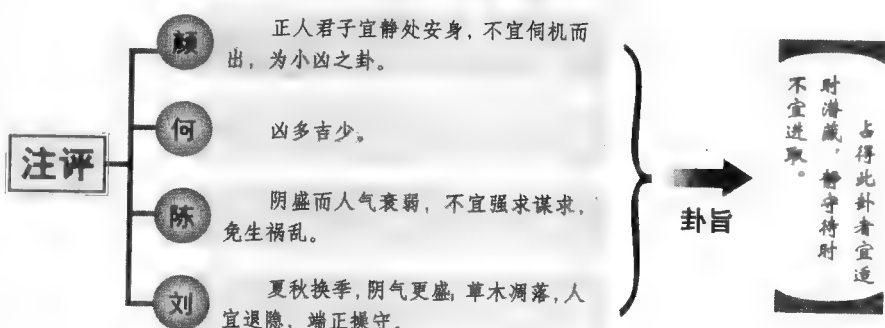 注评
颜
正人君子宜静处安身，不宜伺机而
出，为小凶之卦。
何
凶多吉少。
陈
阴盛而人气衰弱，不宜强求谋求，
免生祸乱。
刘
夏秋换季，阴气更盛，草木凋落，人
宜退隐，端正操守。
卦旨
占得此卦者宜适
时潜藏，静守待时
不宜进取。